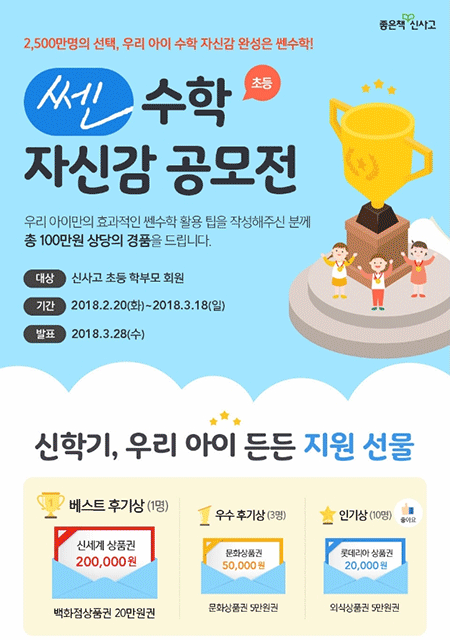 좋은책 신사고
2,500만명의 선택, 우리 아이 수학 자신감 완성은 쎈수학!
쎈 수학 초등
자신감 공모전
우리 아이만의 효과적인 쎈수학 활용 팁을 작성해주신 분께
총 100만원 상당의 경품을 드립니다.
대상 신사고 초등 학부모 회원
기간 2018.2.20(화)~2018.3.18(일)
발표 2018.3.28(수)
신학기, 우리 아이 든든 지원 선물
1 베스트 후기상 (1명)
신세계 상품권
200,000원
백화점상품권 20만원권
우수 후기상 (3명)
문화상품권
50,000원
문화상품권 5만원권
인기상 (10명) 좋아요
롯데리아 상품권
20,000원
외식상품권 5만원권